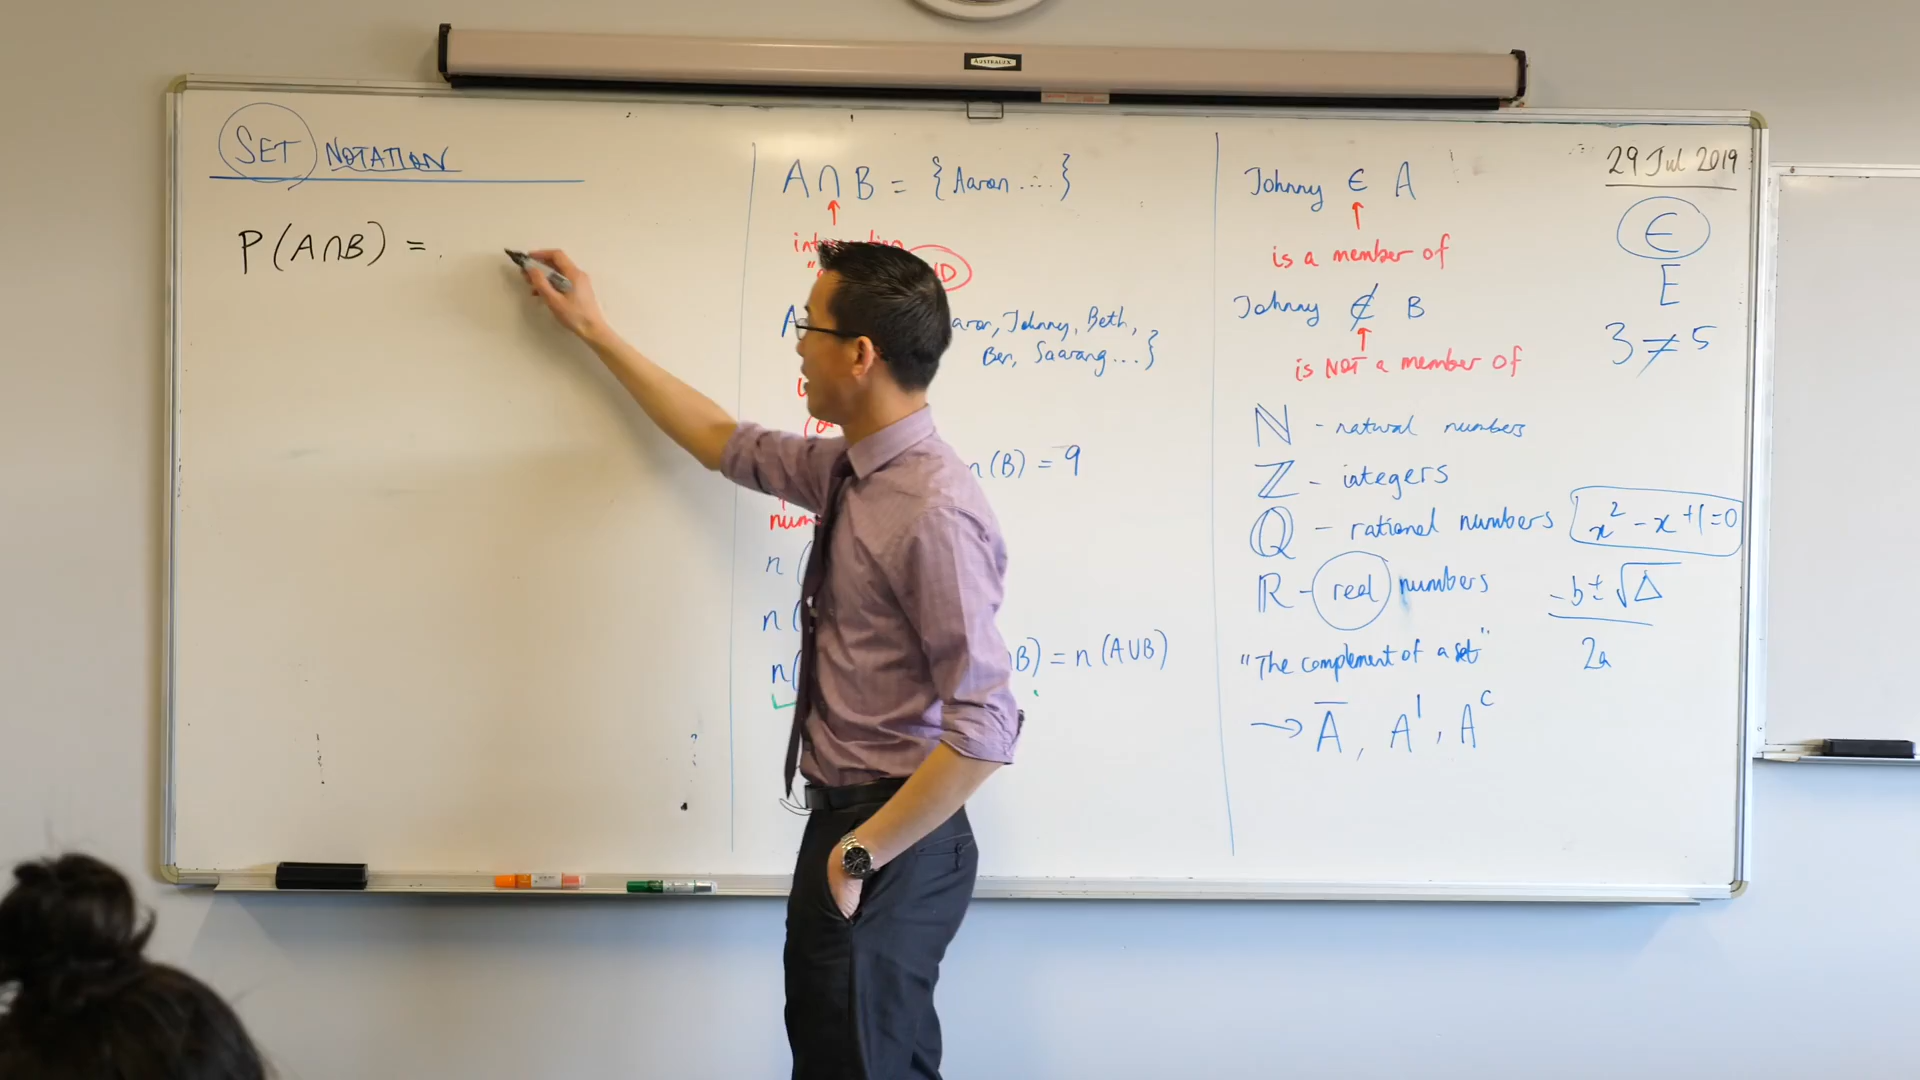 AUSTRALEX
SET NOTATION
P(A∩B) =
A∩B = {Aaron ....}
Johnny, Beth,
Ben, Saarang ...}
n(B) = 9
n(
n(
n(
B) = n(A∪B)
29 Jul 2019
Johnny ∈ A
is a member of
Johnny ∉ B
is NOT a member of
ℕ - natural numbers
ℤ - integers
ℚ - rational numbers
ℝ - real numbers
"The complement of a set"
→ A̅, A', Aᶜ
∈
E
3 ≠ 5
x² - x + 1 = 0
-b ± √Δ
2a